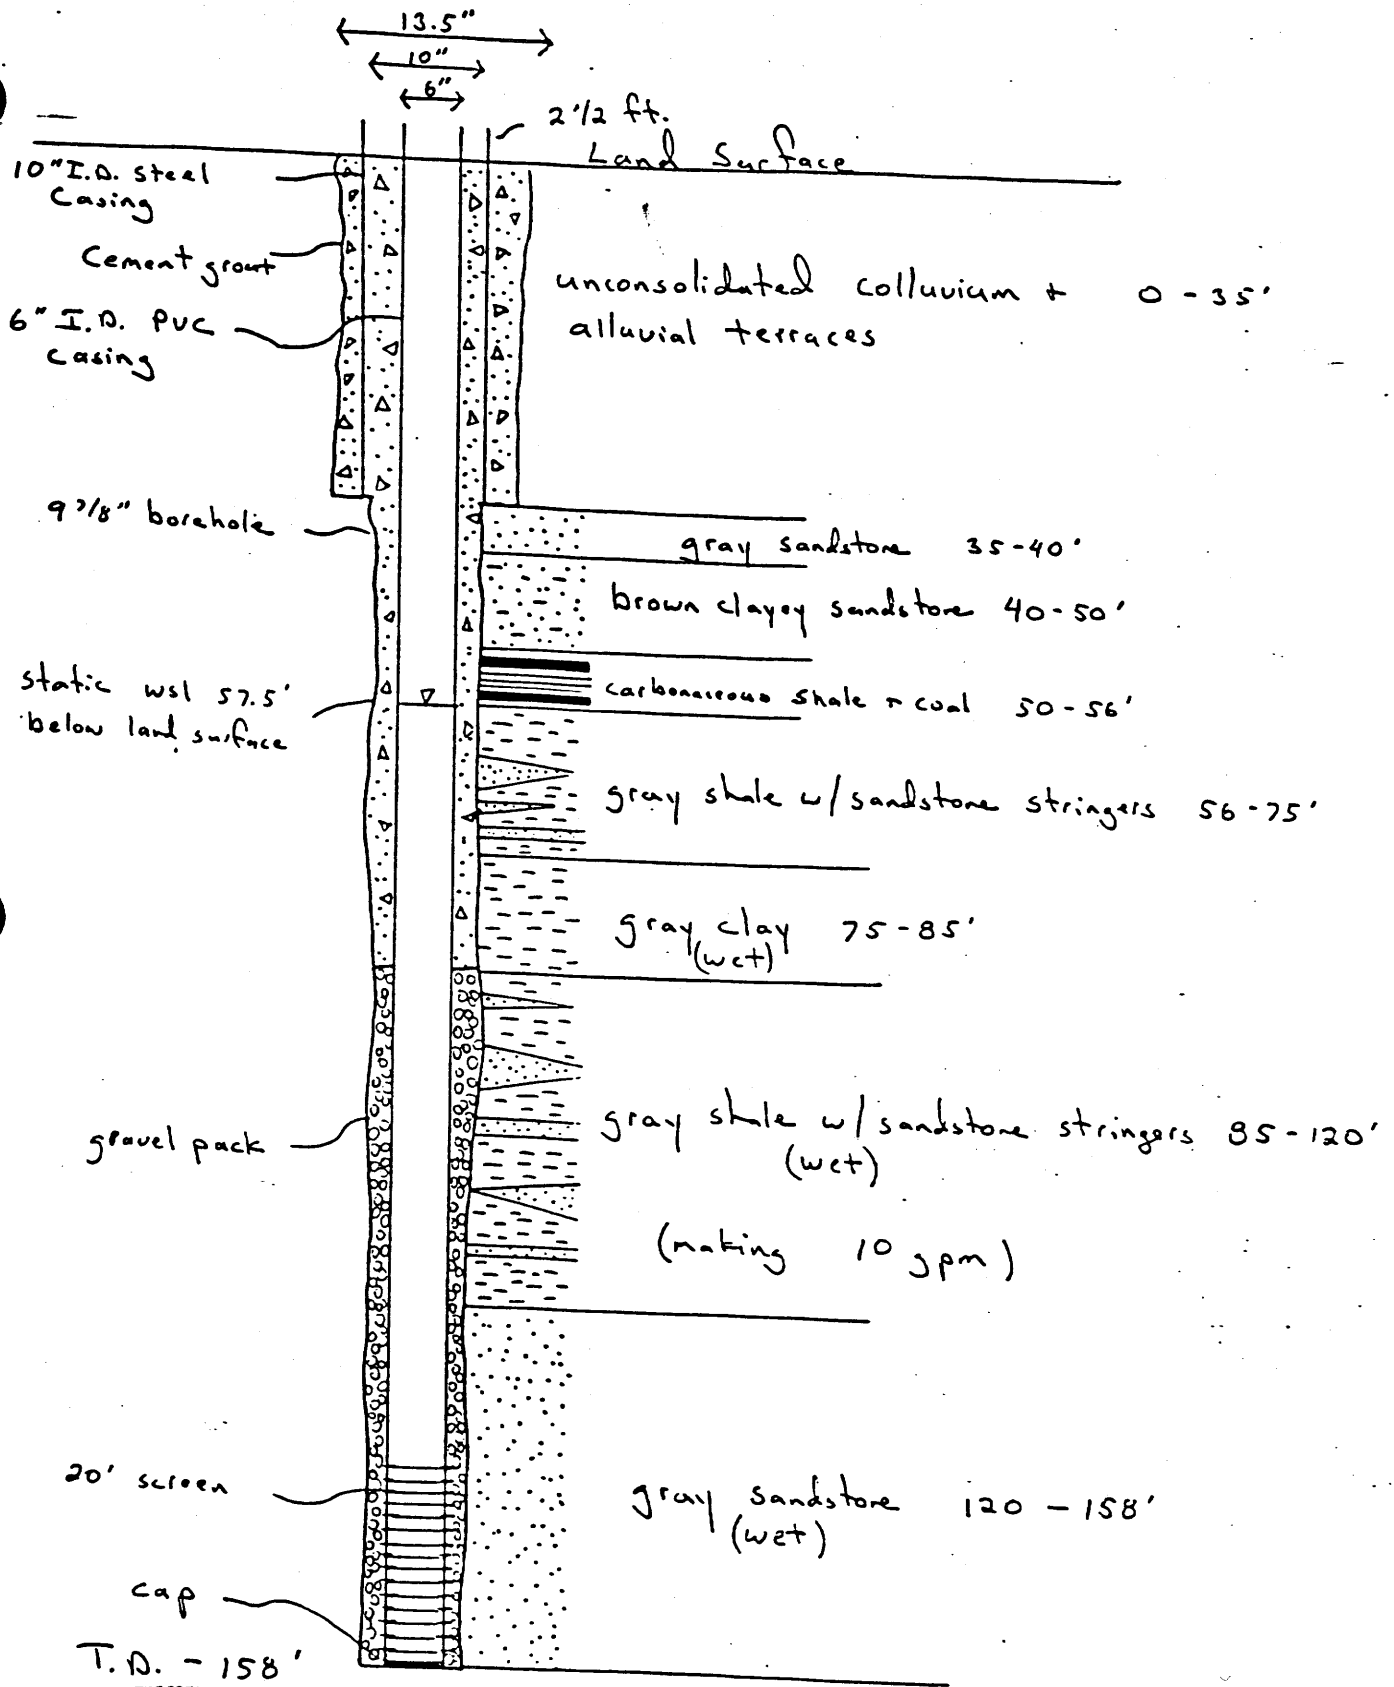 13.5"
10"
6"
2 1/2 ft.
Land Surface
10" I.D. steel
Casing
Cement grout
unconsolidated colluvium + 0-35'
alluvial terraces
6" I.D. PVC
casing
9 7/8" borehole
gray sandstone 35-40'
brown clayey sandstone 40-50'
static wsl 57.5'
below land surface
carbonaceous shale + coal 50-56'
gray shale w/sandstone stringers 56-75'
gray clay 75-85'
(wet)
gravel pack
gray shale w/sandstone stringers 85-120'
(wet)
(making 10 gpm)
20' screen
gray sandstone 120-158'
(wet)
cap
T.D. - 158'